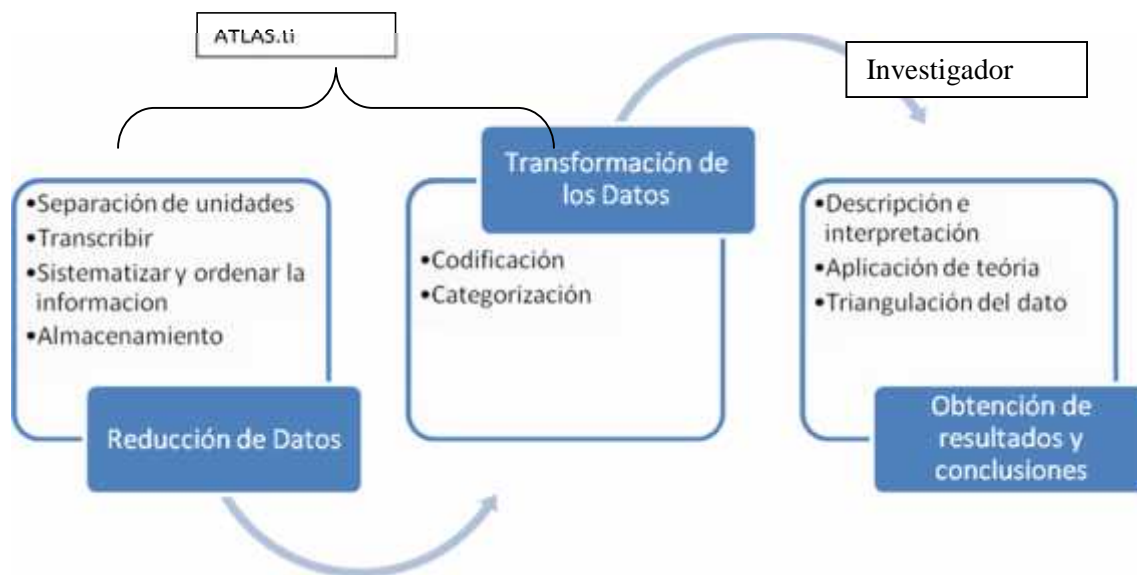 ATLAS.ti
Investigador
•Separación de unidades
•Transcribir
•Sistematizar y ordenar la
informacion
•Almacenamiento
Reducción de Datos
Transformación de
los Datos
•Codificación
•Categorización
•Descripción e
interpretación
•Aplicación de teória
•Triangulación del dato
Obtención de
resultados y
conclusiones